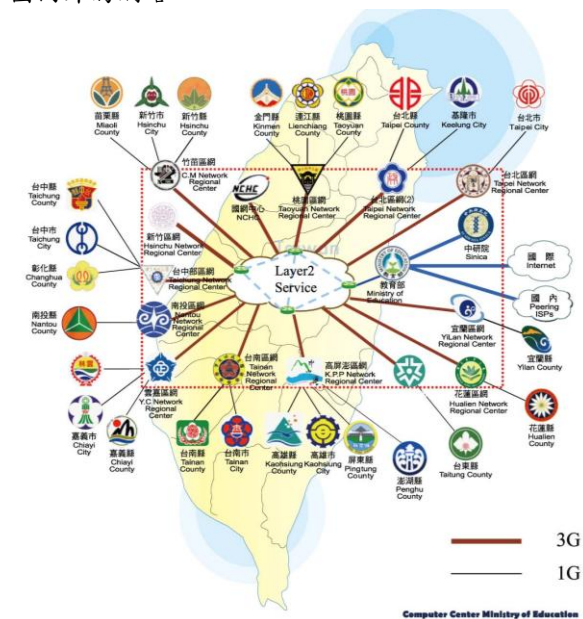 苗栗縣
Miaoli
County
新竹市
Hsinchu
City
新竹縣
Hsinchu
County
金門縣
Kinmen
County
連江縣
Lienchiang
County
桃園縣
Taoyuan
County
台北縣
Taipei
County
基隆市
Keelung City
台北市
Taipei City
竹苗區網
C.M Network
Regional Center
NCHC
國網中心
NCHC
桃園區網
Taoyuan Network
Regional Center
台北區網(2)
Taipei Network
Regional Center
台北區網
Taipei Network
Regional Center
台中縣
Taichung
County
台中市
Taichung
City
彰化縣
Changhua
County
南投縣
Nantou
County
新竹區網
Hsinchu Network
Regional Center
台中部區網
Taichung Network
Regional Center
南投區網
Nantou
Network
Regional
Center
Layer2
Service
教育部
Ministry of
Education
中研院
Sinica
國 際
Internet
國 內
Peering
ISPs
宜蘭區網
YiLan Network
Regional Center
宜蘭縣
Yilan County
雲嘉區網
Y.C Network
Regional
Center
台南區網
Network
Regional
Center
高屏澎區網
K.P.P Network
Regional Center
花蓮區網
Hualien Network
Regional Center
花蓮縣
Hualien
County
嘉義市
Chiayi
City
嘉義縣
Chiayi
County
台南縣
Tainan
County
台南市
Tainan
City
高雄縣
Kaohsiung
County
高雄市
Kaohsiung
City
屏東縣
Pingtung
County
澎湖縣
Penghu
County
台東縣
Taitung County
3G
1G
Computer Center Ministry of Education